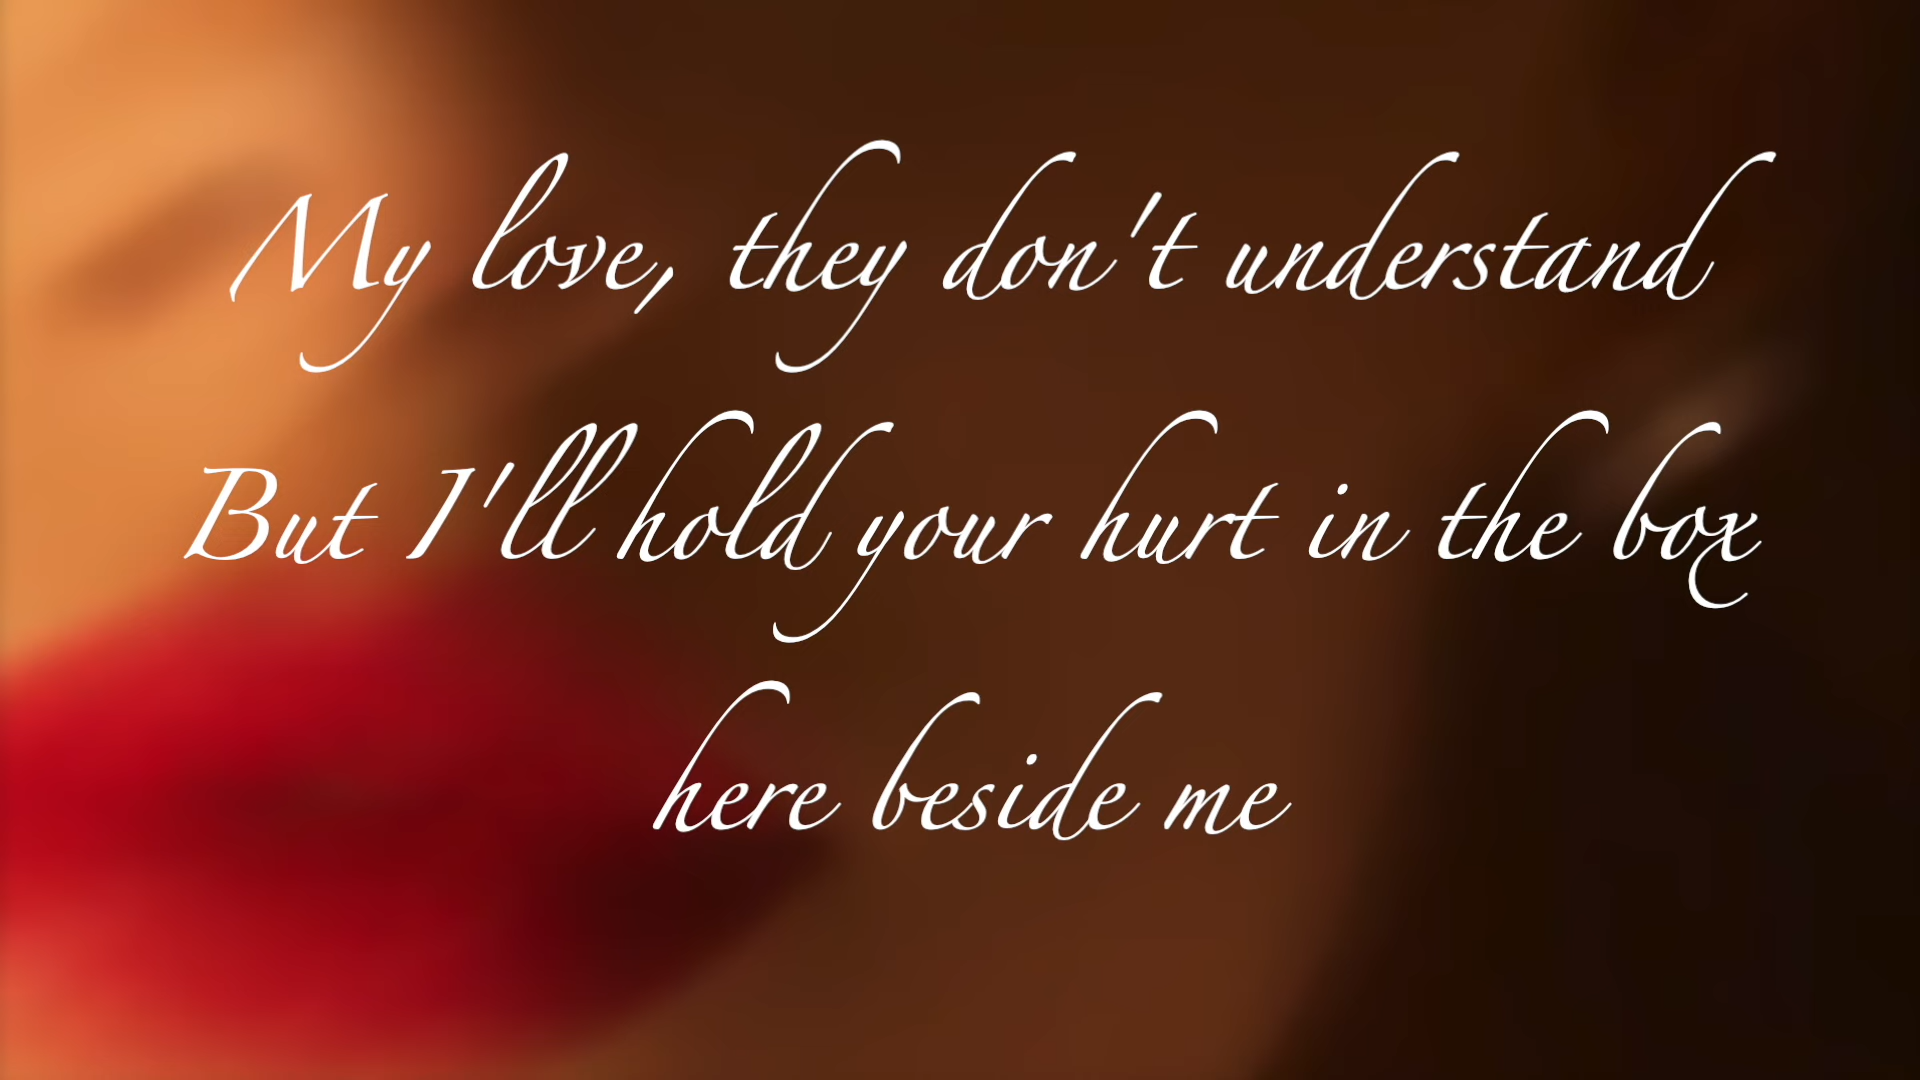 My love, they don't understand
But I'll hold your hurt in the box
here beside me